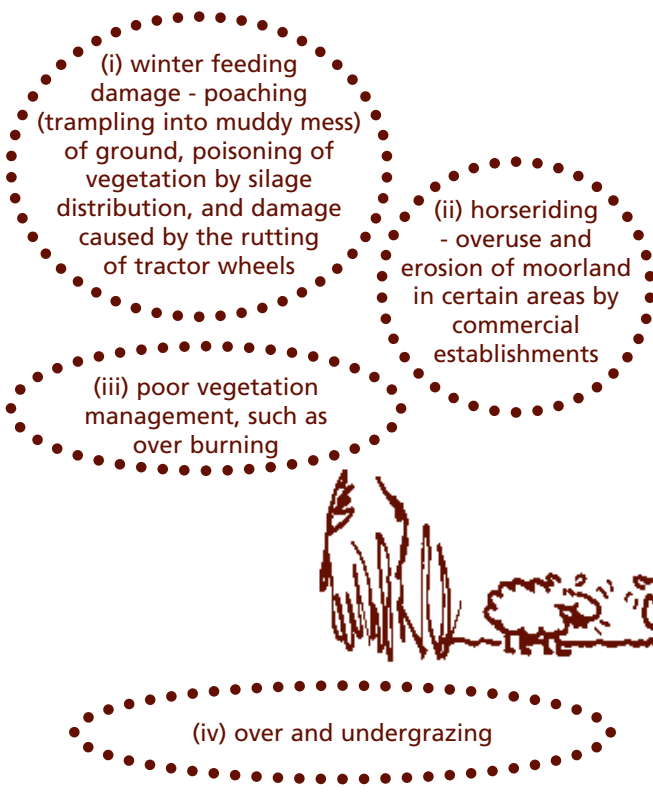 (i) winter feeding
damage - poaching
(trampling into muddy mess)
of ground, poisoning of
vegetation by silage
distribution, and damage
caused by the rutting
of tractor wheels
(ii) horseriding
- overuse and
erosion of moorland
in certain areas by
commercial
establishments
(iii) poor vegetation
management, such as
over burning
(iv) over and undergrazing